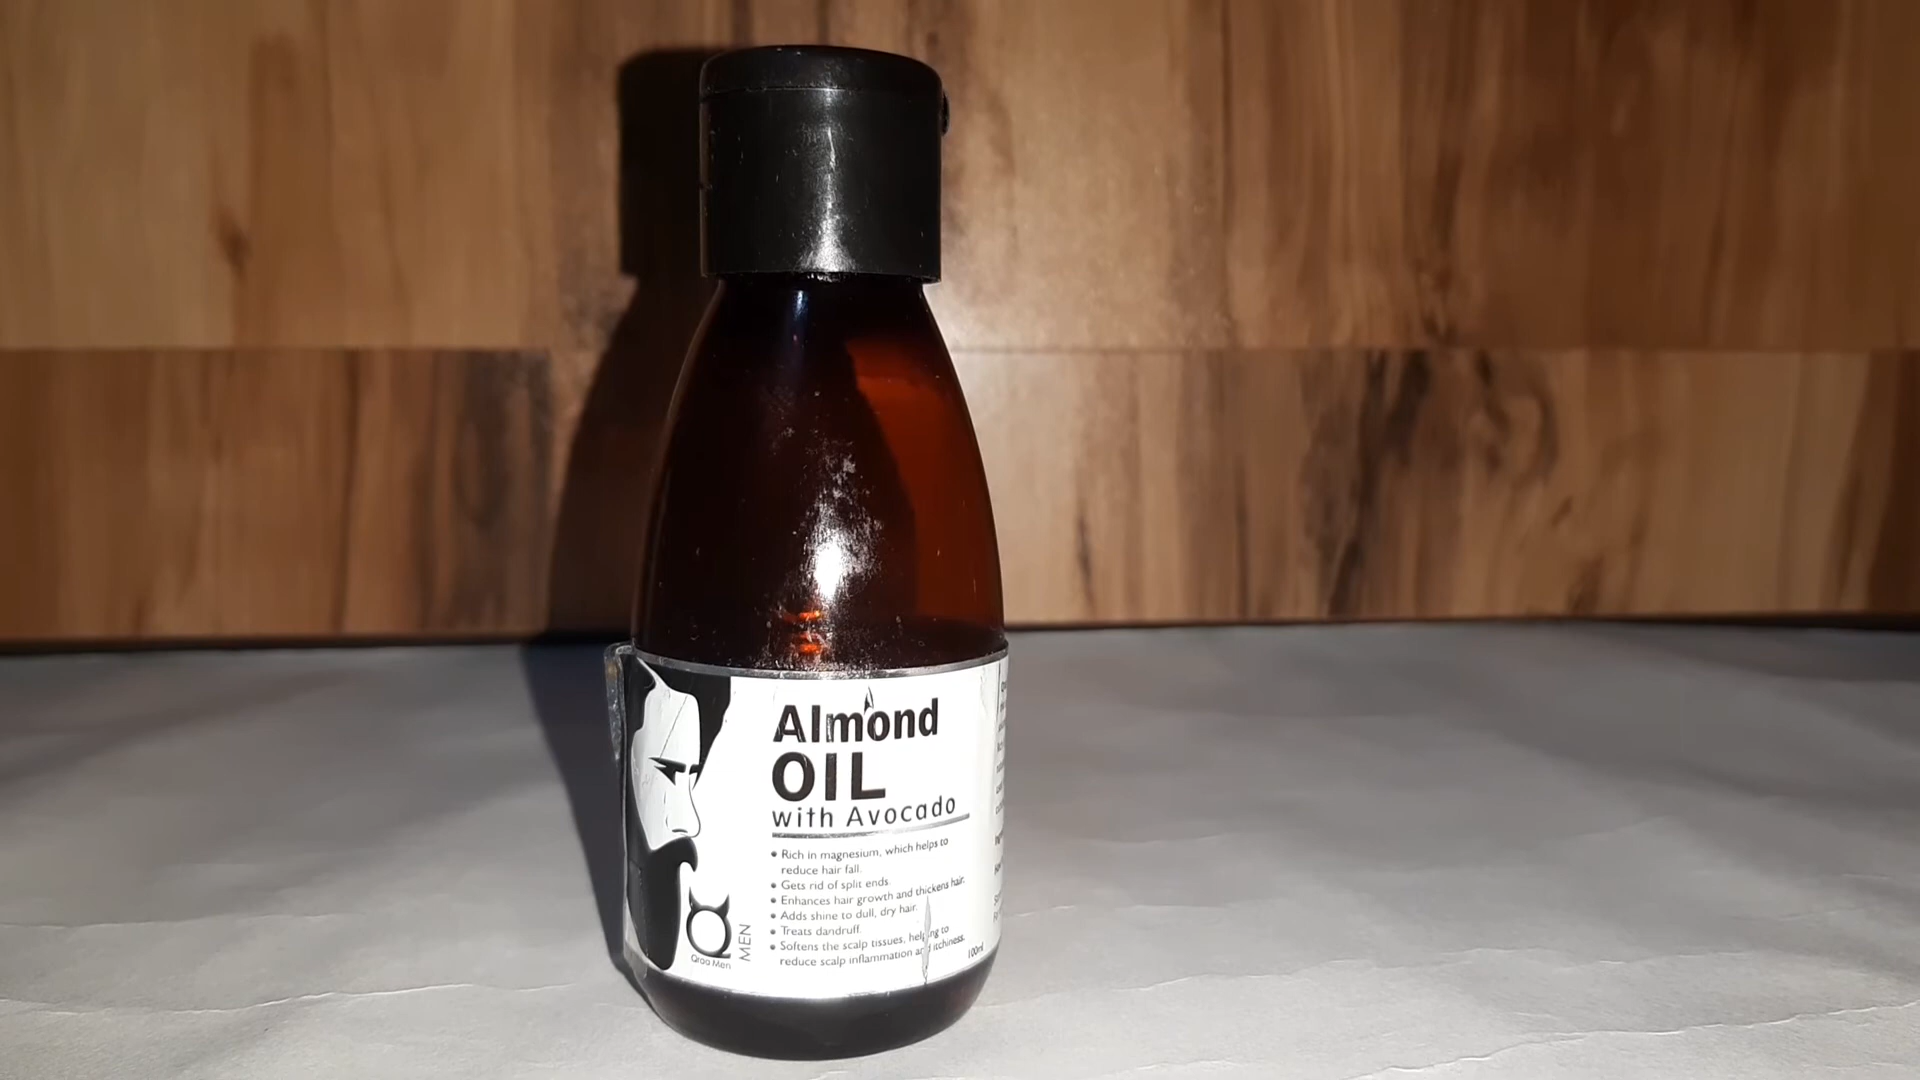 Almond
OIL
with Avocado
• Rich in magnesium, which helps to
reduce hair fall.
• Gets rid of split ends.
• Enhances hair growth and thickens hair.
• Adds shine to dull, dry hair.
• Treats dandruff.
• Softens the scalp tissues, helping to
reduce scalp inflammation and itchiness.
100ml
Q
MEN
Qraa Men